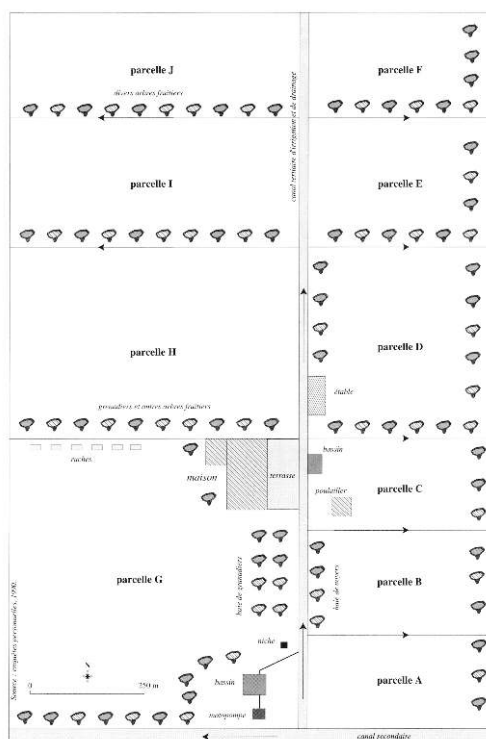 parcelle J
divers arbres fruitiers
parcelle F
canal tertiaire d'irrigation et de drainage
parcelle I
parcelle E
parcelle H
parcelle D
étable
grenadiers et autres arbres fruitiers
ruches
maison
terrasse
bassin
poulailler
parcelle C
haie de grenadiers
haie de noyers
parcelle G
parcelle B
niche
bassin
parcelle A
motopompe
Source : enquêtes personnelles, 1990.
0
250 m
canal secondaire